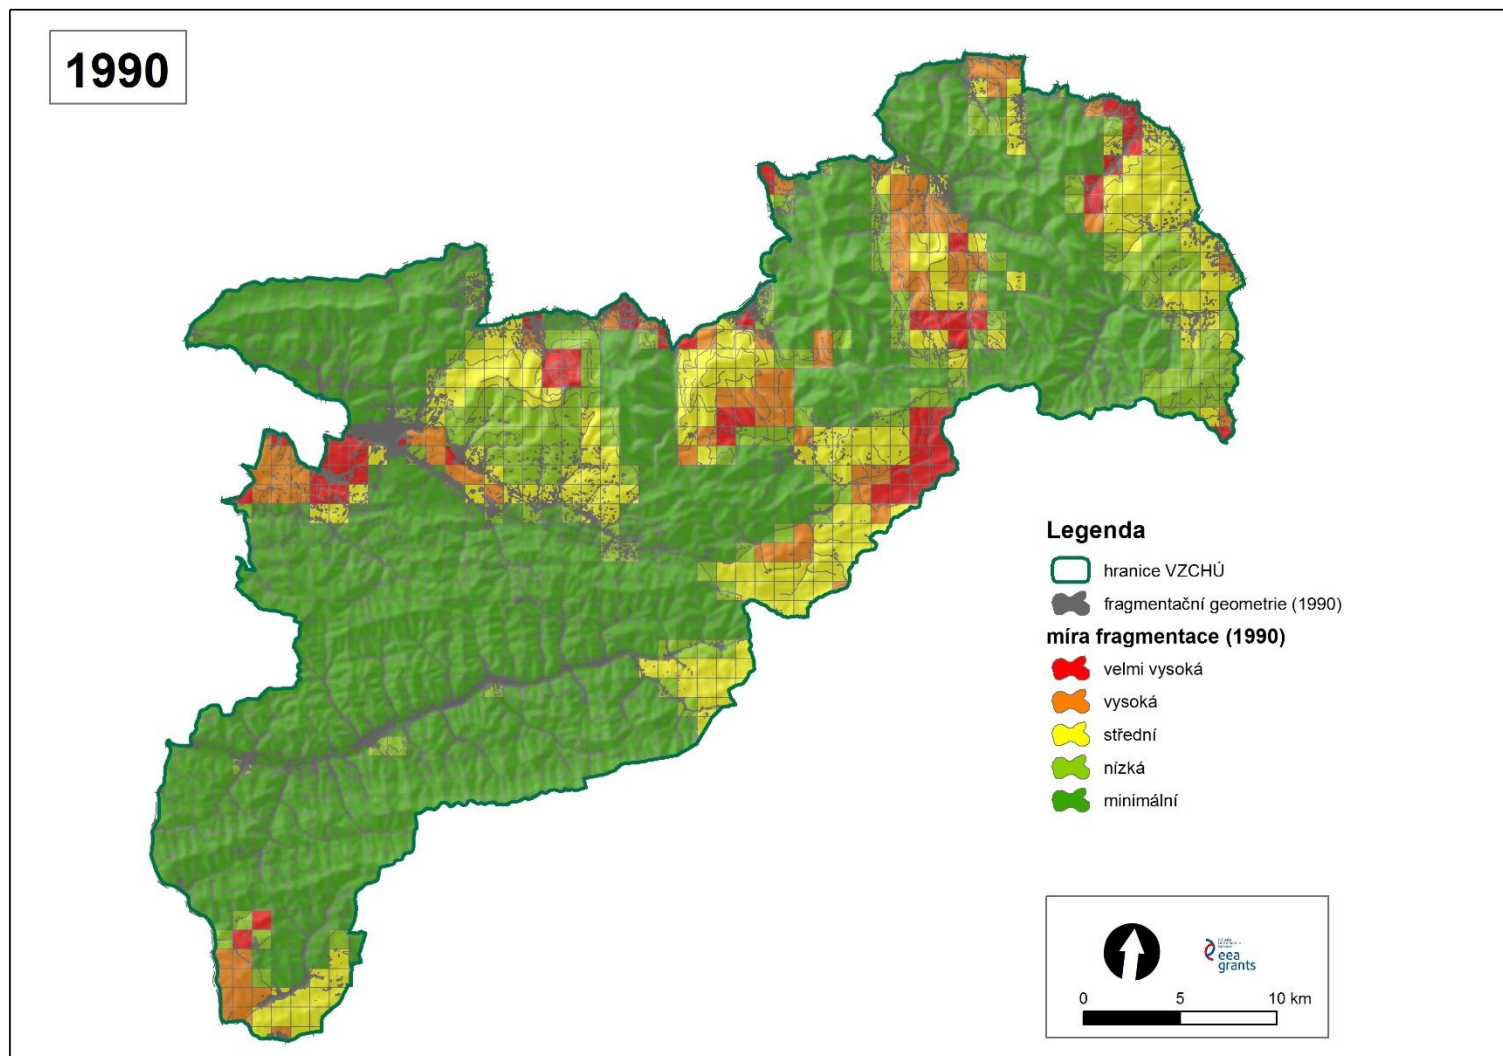 1990
Legenda
hranice VZCHÚ
fragmentační geometrie (1990)
míra fragmentace (1990)
velmi vysoká
vysoká
střední
nízká
minimální
eea
grants
0 5 10 km